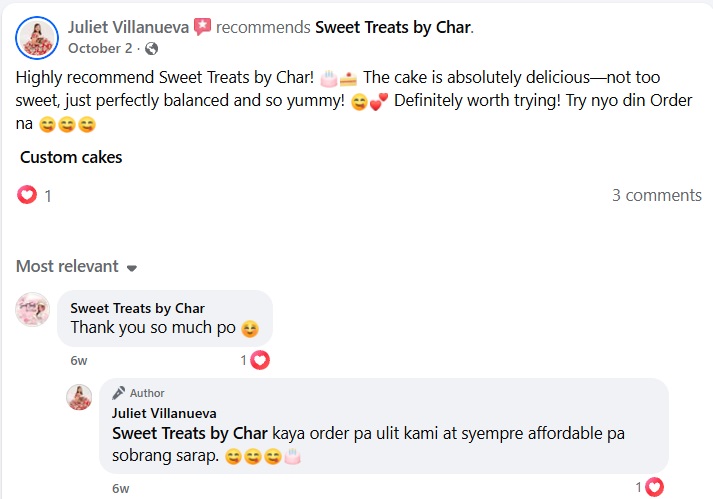 Juliet Villanueva recommends Sweet Treats by Char.
October 2 ·
Highly recommend Sweet Treats by Char! 🎂🍰 The cake is absolutely delicious—not too
sweet, just perfectly balanced and so yummy! 😋💕 Definitely worth trying! Try nyo din Order
na 😋😋😋
Custom cakes
1
3 comments
Most relevant
Sweet Treats by Char
Thank you so much po 😊
6w
1
Author
Juliet Villanueva
Sweet Treats by Char kaya order pa ulit kami at syempre affordable pa
sobrang sarap. 😋😋😋🎂
6w
1